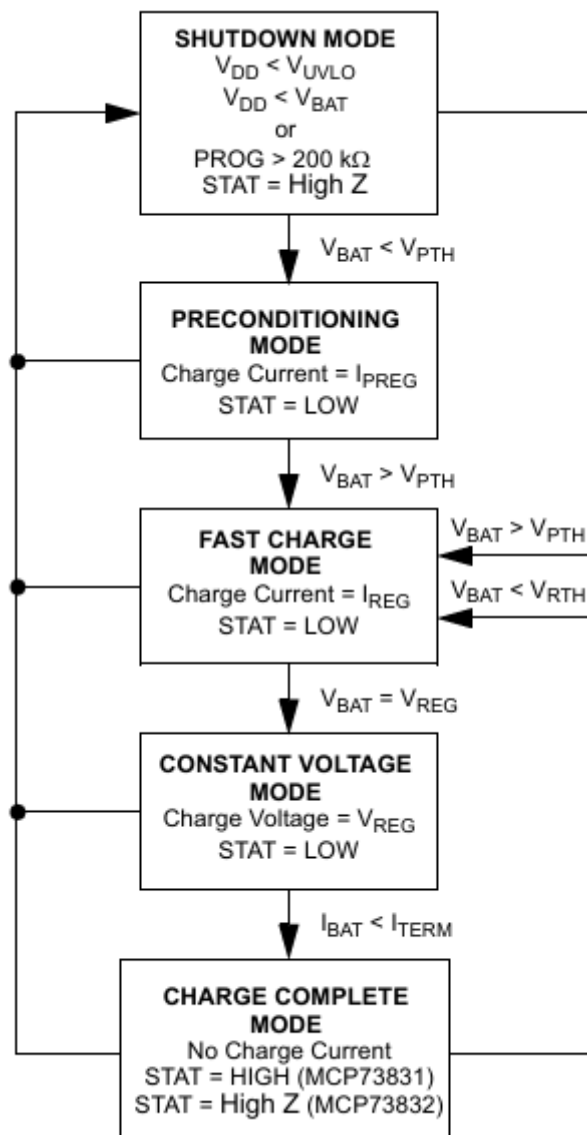 SHUTDOWN MODE
V_DD < V_UVLO
V_DD < V_BAT
or
PROG > 200 kΩ
STAT = High Z
V_BAT < V_PTH
PRECONDITIONING
MODE
Charge Current = I_PREG
STAT = LOW
V_BAT > V_PTH
FAST CHARGE
MODE
Charge Current = I_REG
STAT = LOW
V_BAT > V_PTH
V_BAT < V_RTH
V_BAT = V_REG
CONSTANT VOLTAGE
MODE
Charge Voltage = V_REG
STAT = LOW
I_BAT < I_TERM
CHARGE COMPLETE
MODE
No Charge Current
STAT = HIGH (MCP73831)
STAT = High Z (MCP73832)